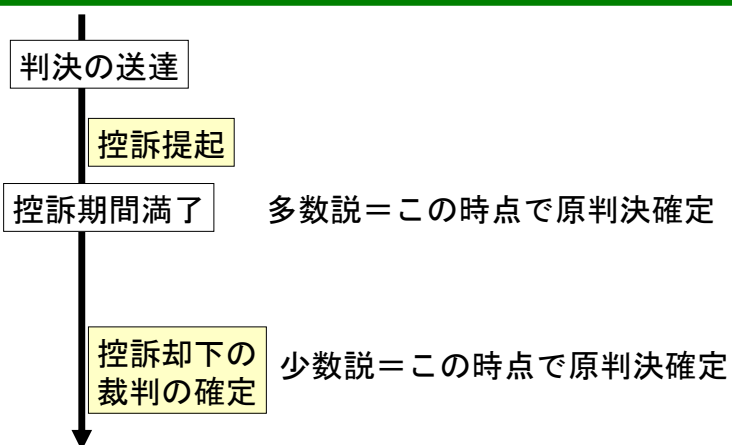 判決の送達
控訴提起
控訴期間満了
多数説＝この時点で原判決確定
控訴却下の
裁判の確定
少数説＝この時点で原判決確定